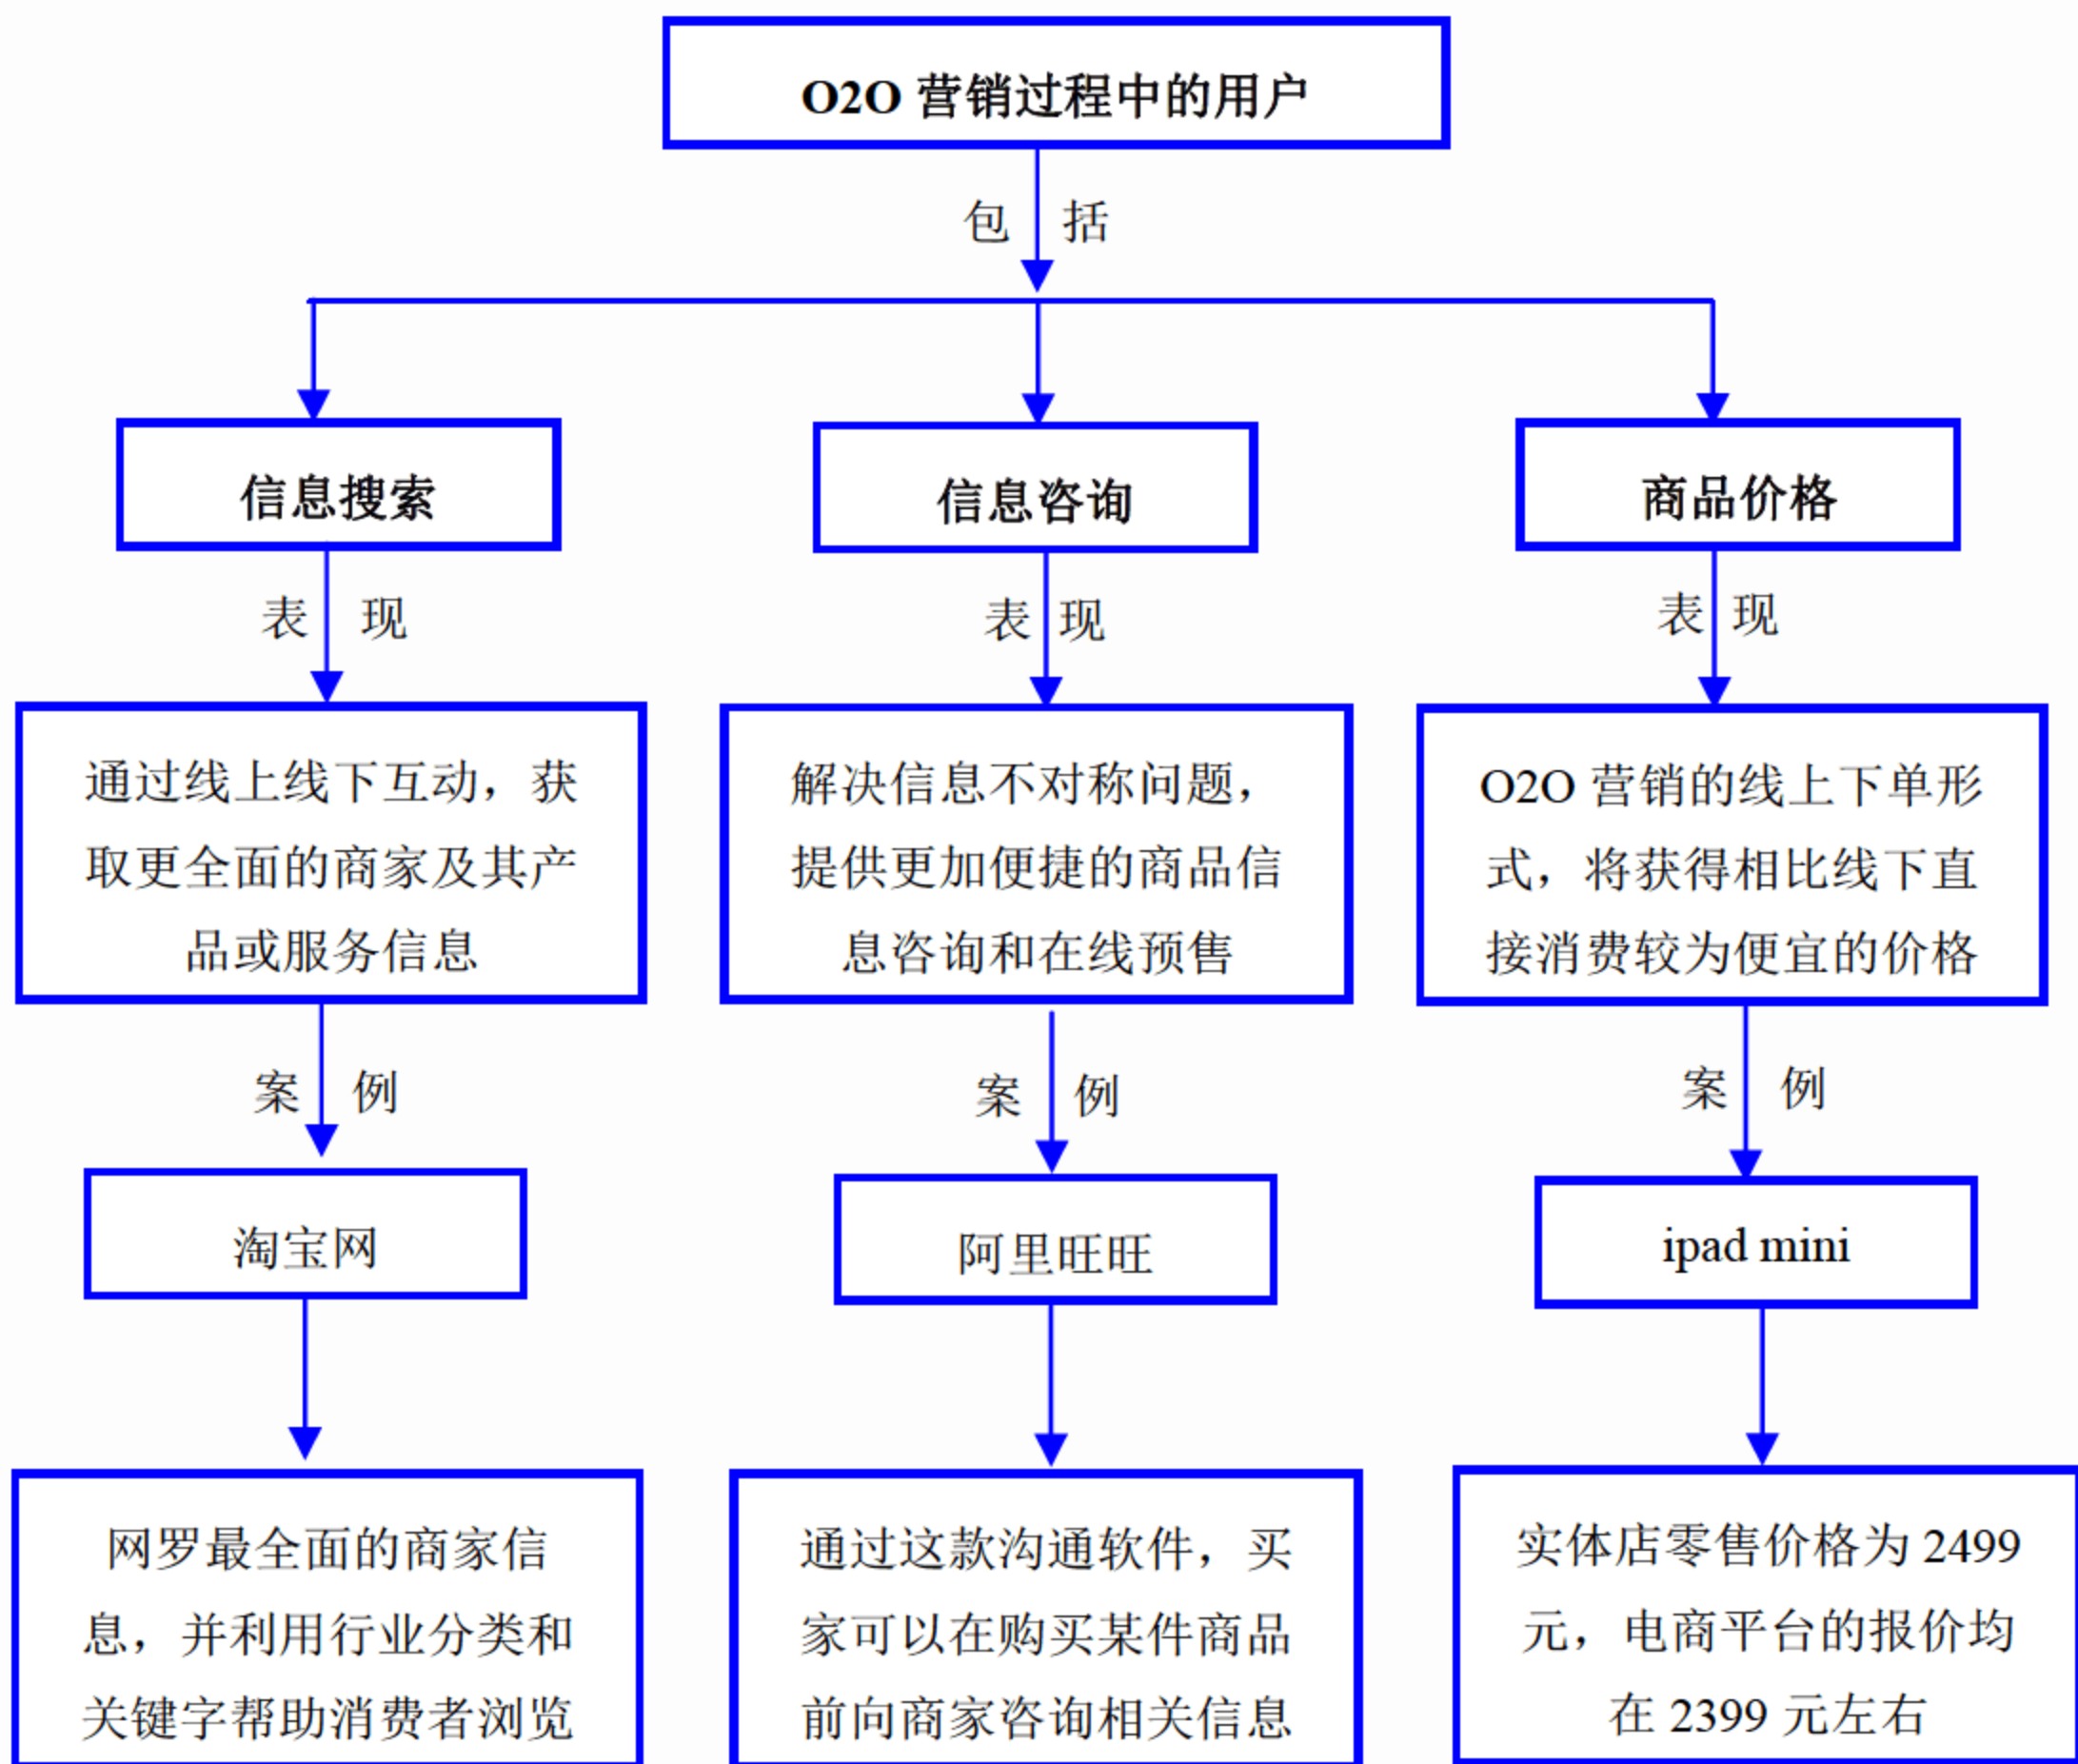 O2O 营销过程中的用户
包 括
信息搜索
信息咨询
商品价格
表 现
表 现
表 现
通过线上线下互动，获
取更全面的商家及其产
品或服务信息
解决信息不对称问题，
提供更加便捷的商品信
息咨询和在线预售
O2O 营销的线上下单形
式，将获得相比线下直
接消费较为便宜的价格
案 例
案 例
案 例
淘宝网
阿里旺旺
ipad mini
网罗最全面的商家信
息，并利用行业分类和
关键字帮助消费者浏览
通过这款沟通软件，买
家可以在购买某件商品
前向商家咨询相关信息
实体店零售价格为 2499
元，电商平台的报价均
在 2399 元左右